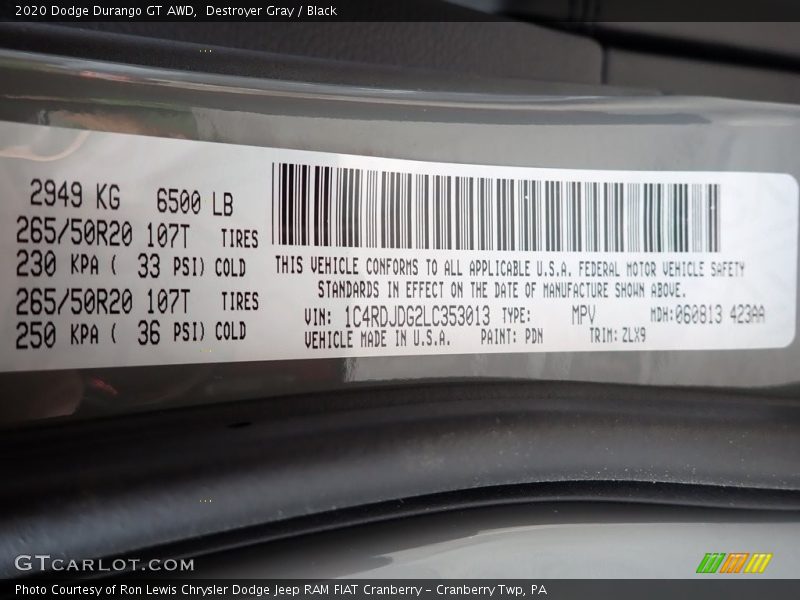 2020 Dodge Durango GT AWD,  Destroyer Gray / Black
2949 KG 6500 LB
265/50R20 107T TIRES
230 KPA ( 33 PSI) COLD
265/50R20 107T TIRES
250 KPA ( 36 PSI) COLD
THIS VEHICLE CONFORMS TO ALL APPLICABLE U.S.A. FEDERAL MOTOR VEHICLE SAFETY
STANDARDS IN EFFECT ON THE DATE OF MANUFACTURE SHOWN ABOVE.
VIN: 1C4RDJDG2LC353013 TYPE: MPV MDH:060813 423AA
VEHICLE MADE IN U.S.A. PAINT: PDN TRIM: ZLX9
GTCARLOT.COM
Photo Courtesy of Ron Lewis Chrysler Dodge Jeep RAM FIAT Cranberry – Cranberry Twp, PA